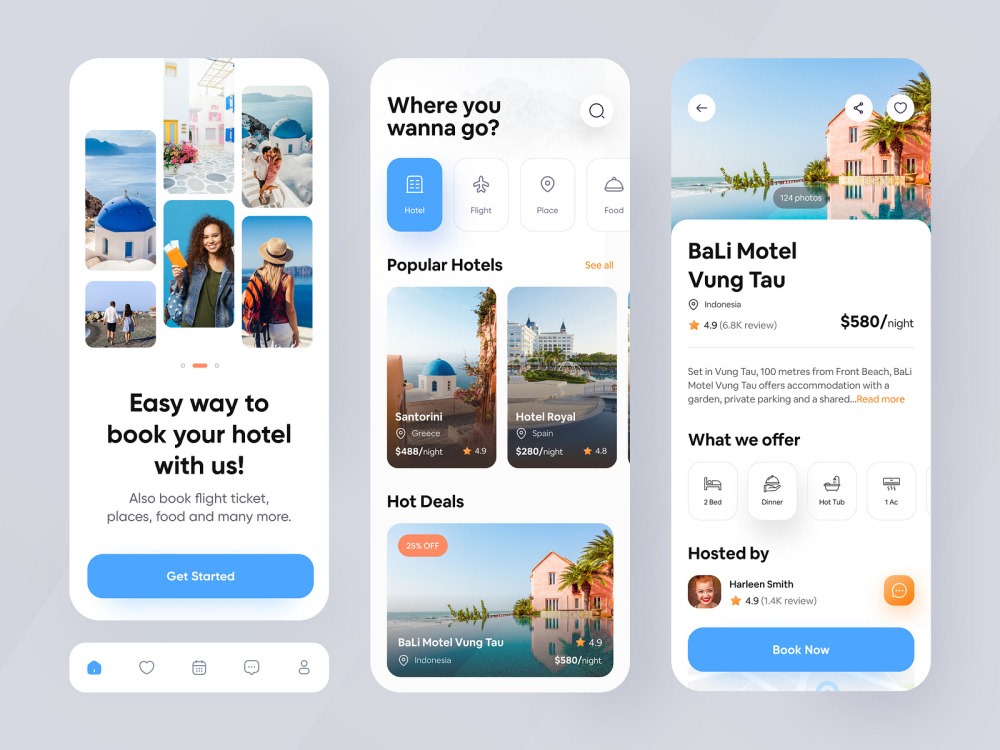 Easy way to
book your hotel
with us!
Also book flight ticket,
places, food and many more.
Get Started
Where you
wanna go?
Hotel
Flight
Place
Food
Popular Hotels
See all
Santorini
Greece
$488/night
4.9
Hotel Royal
Spain
$280/night
4.8
Hot Deals
25% OFF
BaLi Motel Vung Tau
4.9
Indonesia
$580/night
124 photos
BaLi Motel
Vung Tau
Indonesia
4.9 (6.8K review)
$580/night
Set in Vung Tau, 100 metres from Front Beach, BaLi
Motel Vung Tau offers accommodation with a
garden, private parking and a shared...Read more
What we offer
2 Bed
Dinner
Hot Tub
1 Ac
Hosted by
Harleen Smith
4.9 (1.4K review)
Book Now